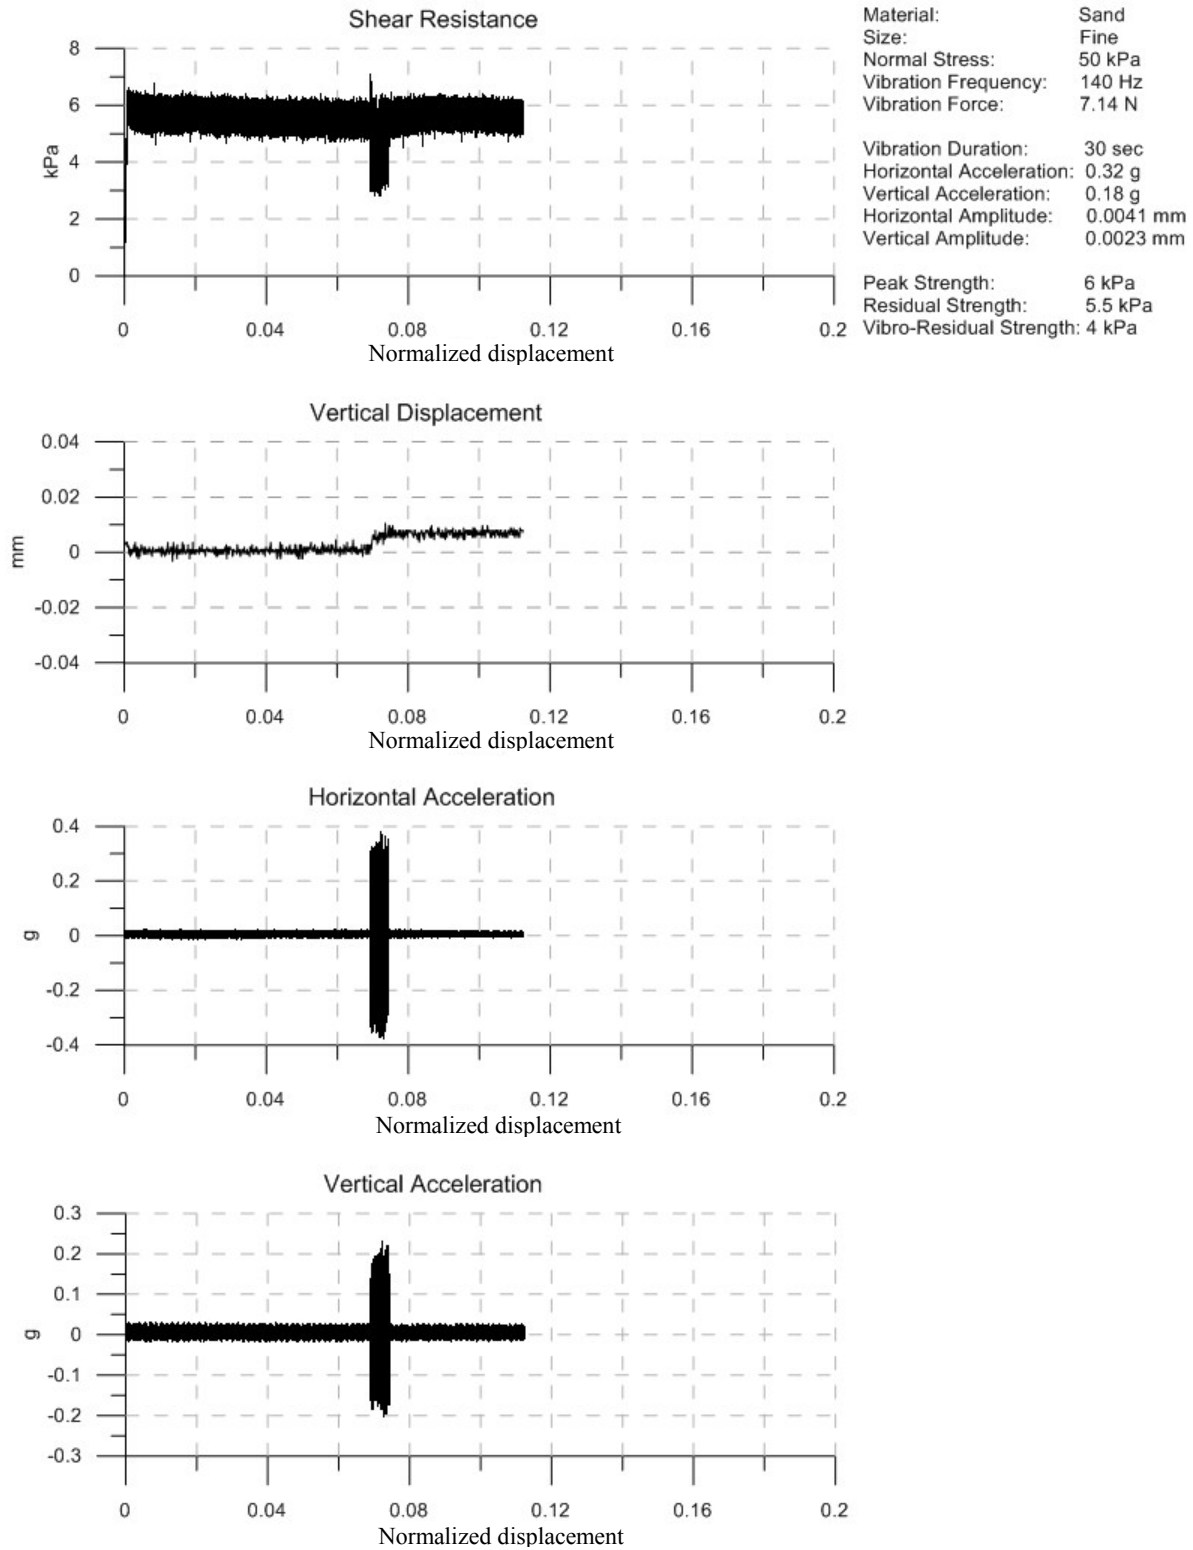 Shear Resistance
8
6
4
2
0
kPa
0 0.04 0.08 0.12 0.16 0.2
Normalized displacement
Material: Sand
Size: Fine
Normal Stress: 50 kPa
Vibration Frequency: 140 Hz
Vibration Force: 7.14 N
Vibration Duration: 30 sec
Horizontal Acceleration: 0.32 g
Vertical Acceleration: 0.18 g
Horizontal Amplitude: 0.0041 mm
Vertical Amplitude: 0.0023 mm
Peak Strength: 6 kPa
Residual Strength: 5.5 kPa
Vibro-Residual Strength: 4 kPa
Vertical Displacement
0.04
0.02
0
-0.02
-0.04
mm
0 0.04 0.08 0.12 0.16 0.2
Normalized displacement
Horizontal Acceleration
0.4
0.2
0
-0.2
-0.4
g
0 0.04 0.08 0.12 0.16 0.2
Normalized displacement
Vertical Acceleration
0.3
0.2
0.1
0
-0.1
-0.2
-0.3
g
0 0.04 0.08 0.12 0.16 0.2
Normalized displacement